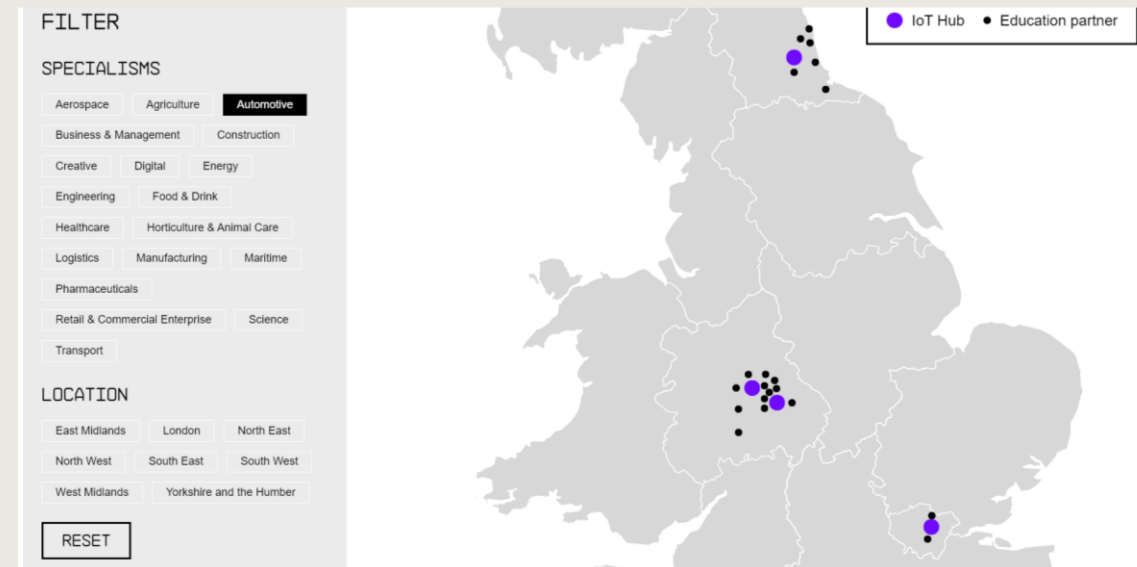 FILTER
SPECIALISMS
Aerospace Agriculture Automotive
Business & Management Construction
Creative Digital Energy
Engineering Food & Drink
Healthcare Horticulture & Animal Care
Logistics Manufacturing Maritime
Pharmaceuticals
Retail & Commercial Enterprise Science
Transport
LOCATION
East Midlands London North East
North West South East South West
West Midlands Yorkshire and the Humber
RESET
IoT Hub Education partner